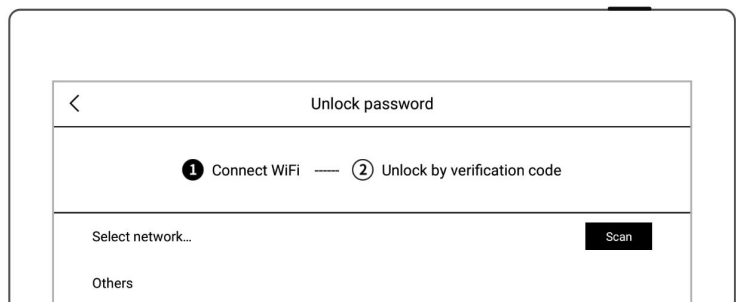 Unlock password
1 Connect WiFi ------ 2 Unlock by verification code
Select network...
Scan
Others